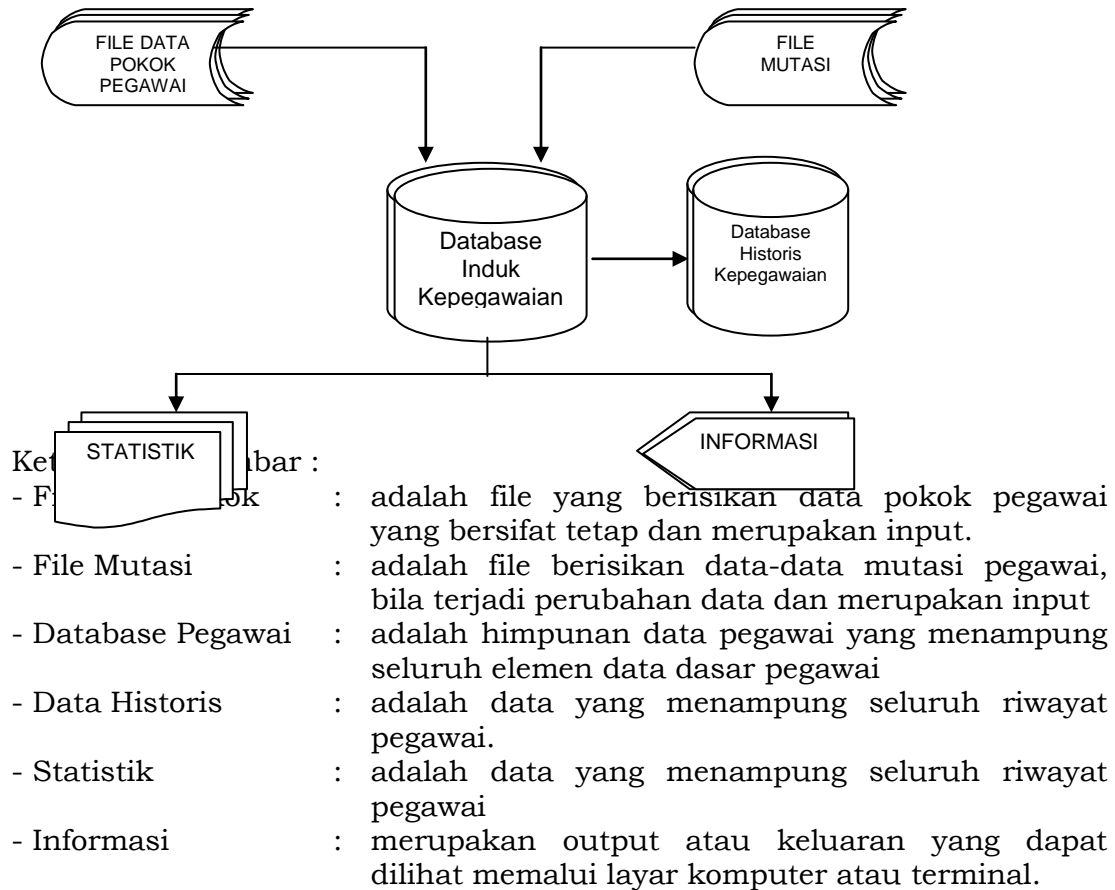 FILE DATA
POKOK
PEGAWAI
FILE
MUTASI
Database
Induk
Kepegawaian
Database
Historis
Kepegawaian
STATISTIK
INFORMASI
Ket bar :
- F ok : adalah file yang berisikan data pokok pegawai
yang bersifat tetap dan merupakan input.
- File Mutasi : adalah file berisikan data-data mutasi pegawai,
bila terjadi perubahan data dan merupakan input
- Database Pegawai : adalah himpunan data pegawai yang menampung
seluruh elemen data dasar pegawai
- Data Historis : adalah data yang menampung seluruh riwayat
pegawai.
- Statistik : adalah data yang menampung seluruh riwayat
pegawai
- Informasi : merupakan output atau keluaran yang dapat
dilihat memalui layar komputer atau terminal.